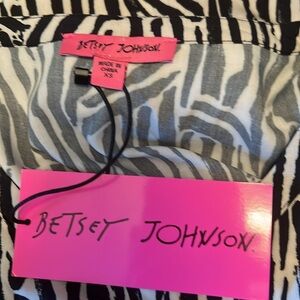 BETSEY JOHNSON.
MADE IN
CHINA
XS
BETSEY JOHNSON.